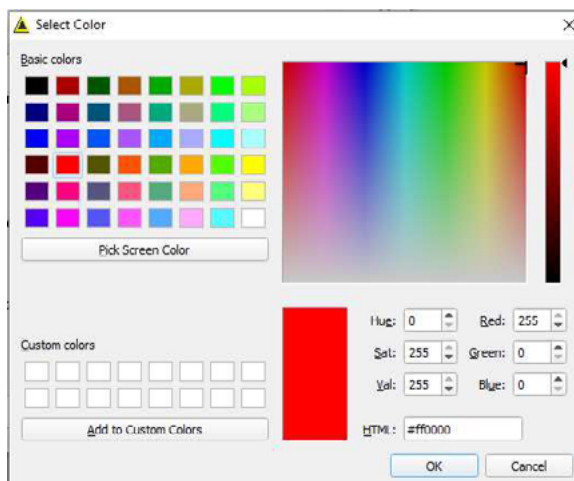 Select Color
Basic colors
Pick Screen Color
Custom colors
Add to Custom Colors
Hue: 0 Red: 255
Sat: 255 Green: 0
Val: 255 Blue: 0
HTML: #ff0000
OK Cancel